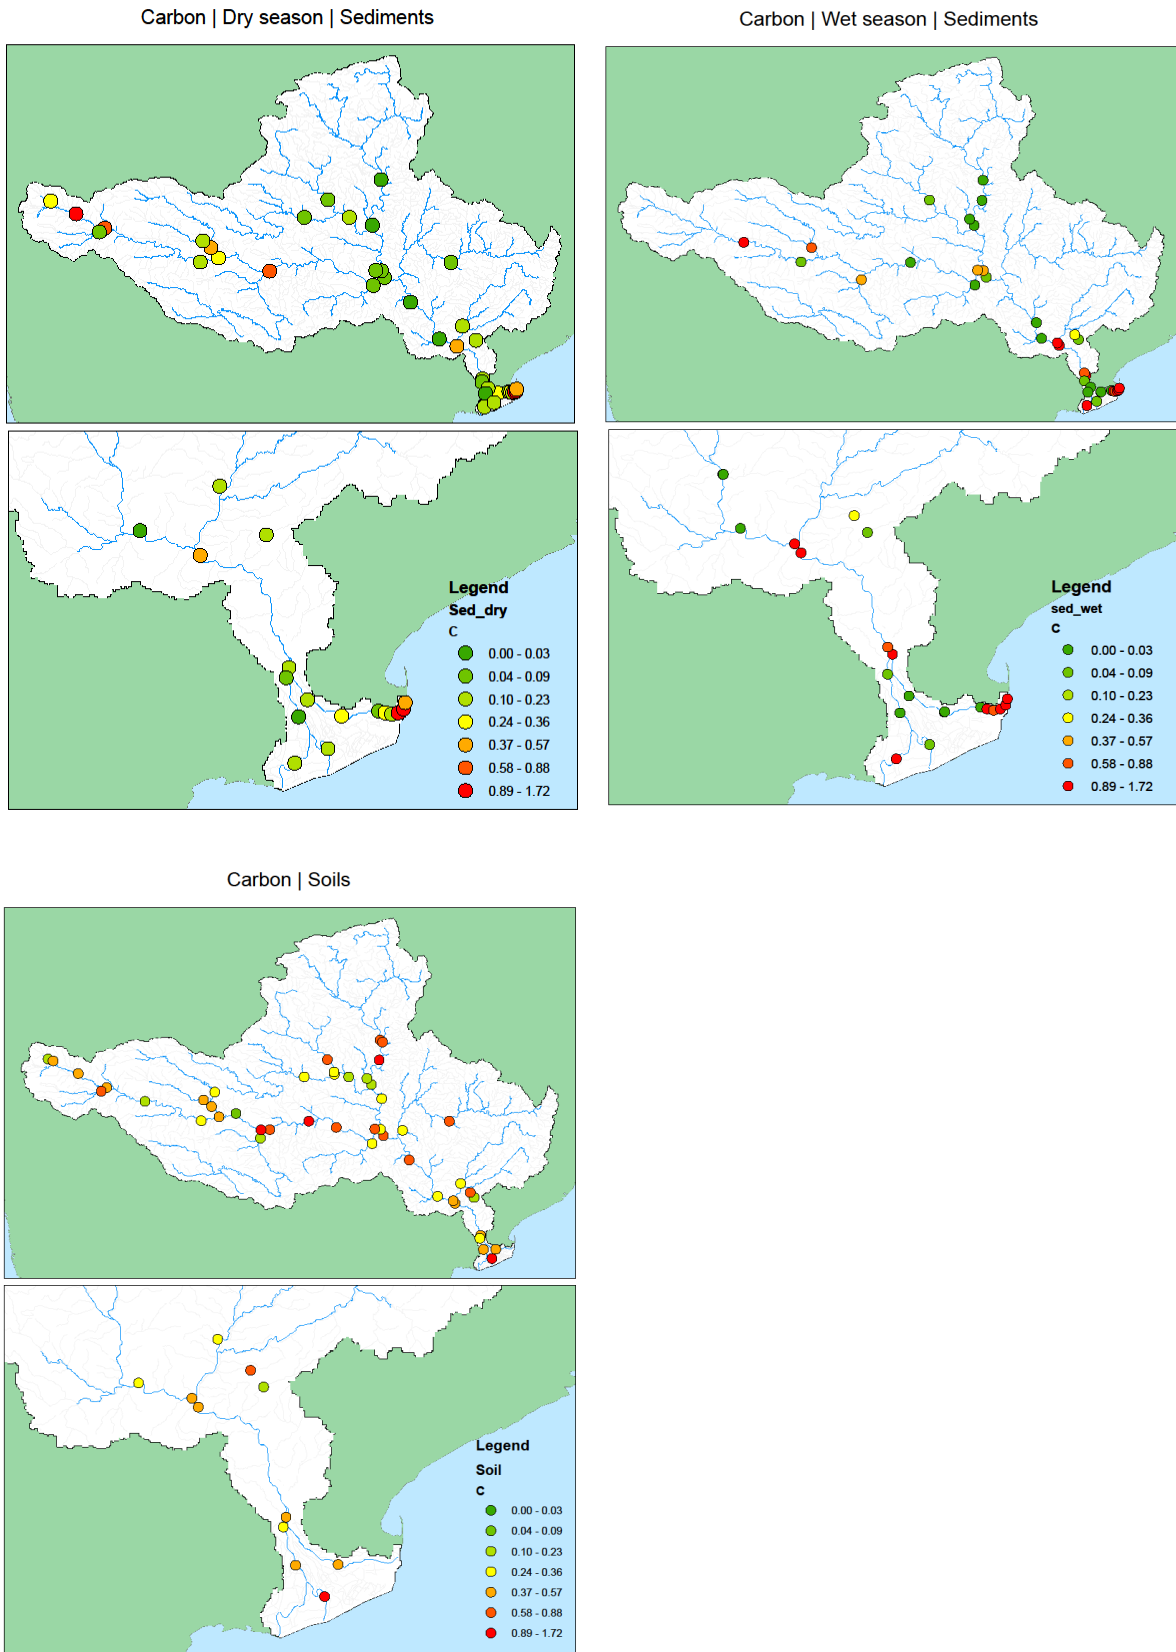 Carbon | Dry season | Sediments
Carbon | Wet season | Sediments
Legend
Sed_dry
C
0.00 - 0.03
0.04 - 0.09
0.10 - 0.23
0.24 - 0.36
0.37 - 0.57
0.58 - 0.88
0.89 - 1.72
Legend
sed_wet
C
0.00 - 0.03
0.04 - 0.09
0.10 - 0.23
0.24 - 0.36
0.37 - 0.57
0.58 - 0.88
0.89 - 1.72
Carbon | Soils
Legend
Soil
C
0.00 - 0.03
0.04 - 0.09
0.10 - 0.23
0.24 - 0.36
0.37 - 0.57
0.58 - 0.88
0.89 - 1.72